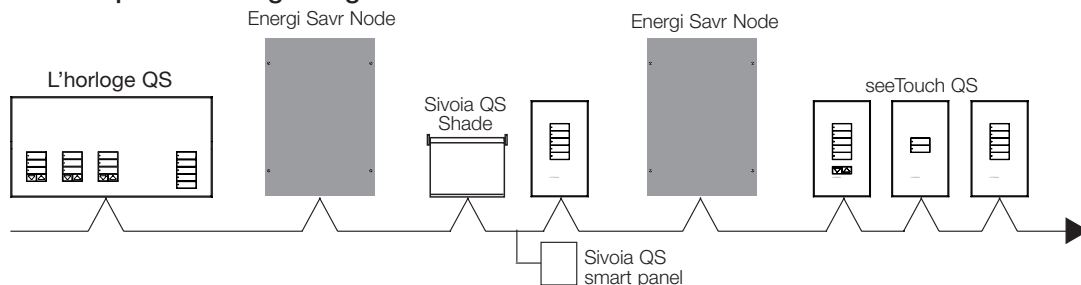 Energi Savr Node
Energi Savr Node
L'horloge QS
seeTouch QS
Sivoia QS
Shade
Sivoia QS
smart panel